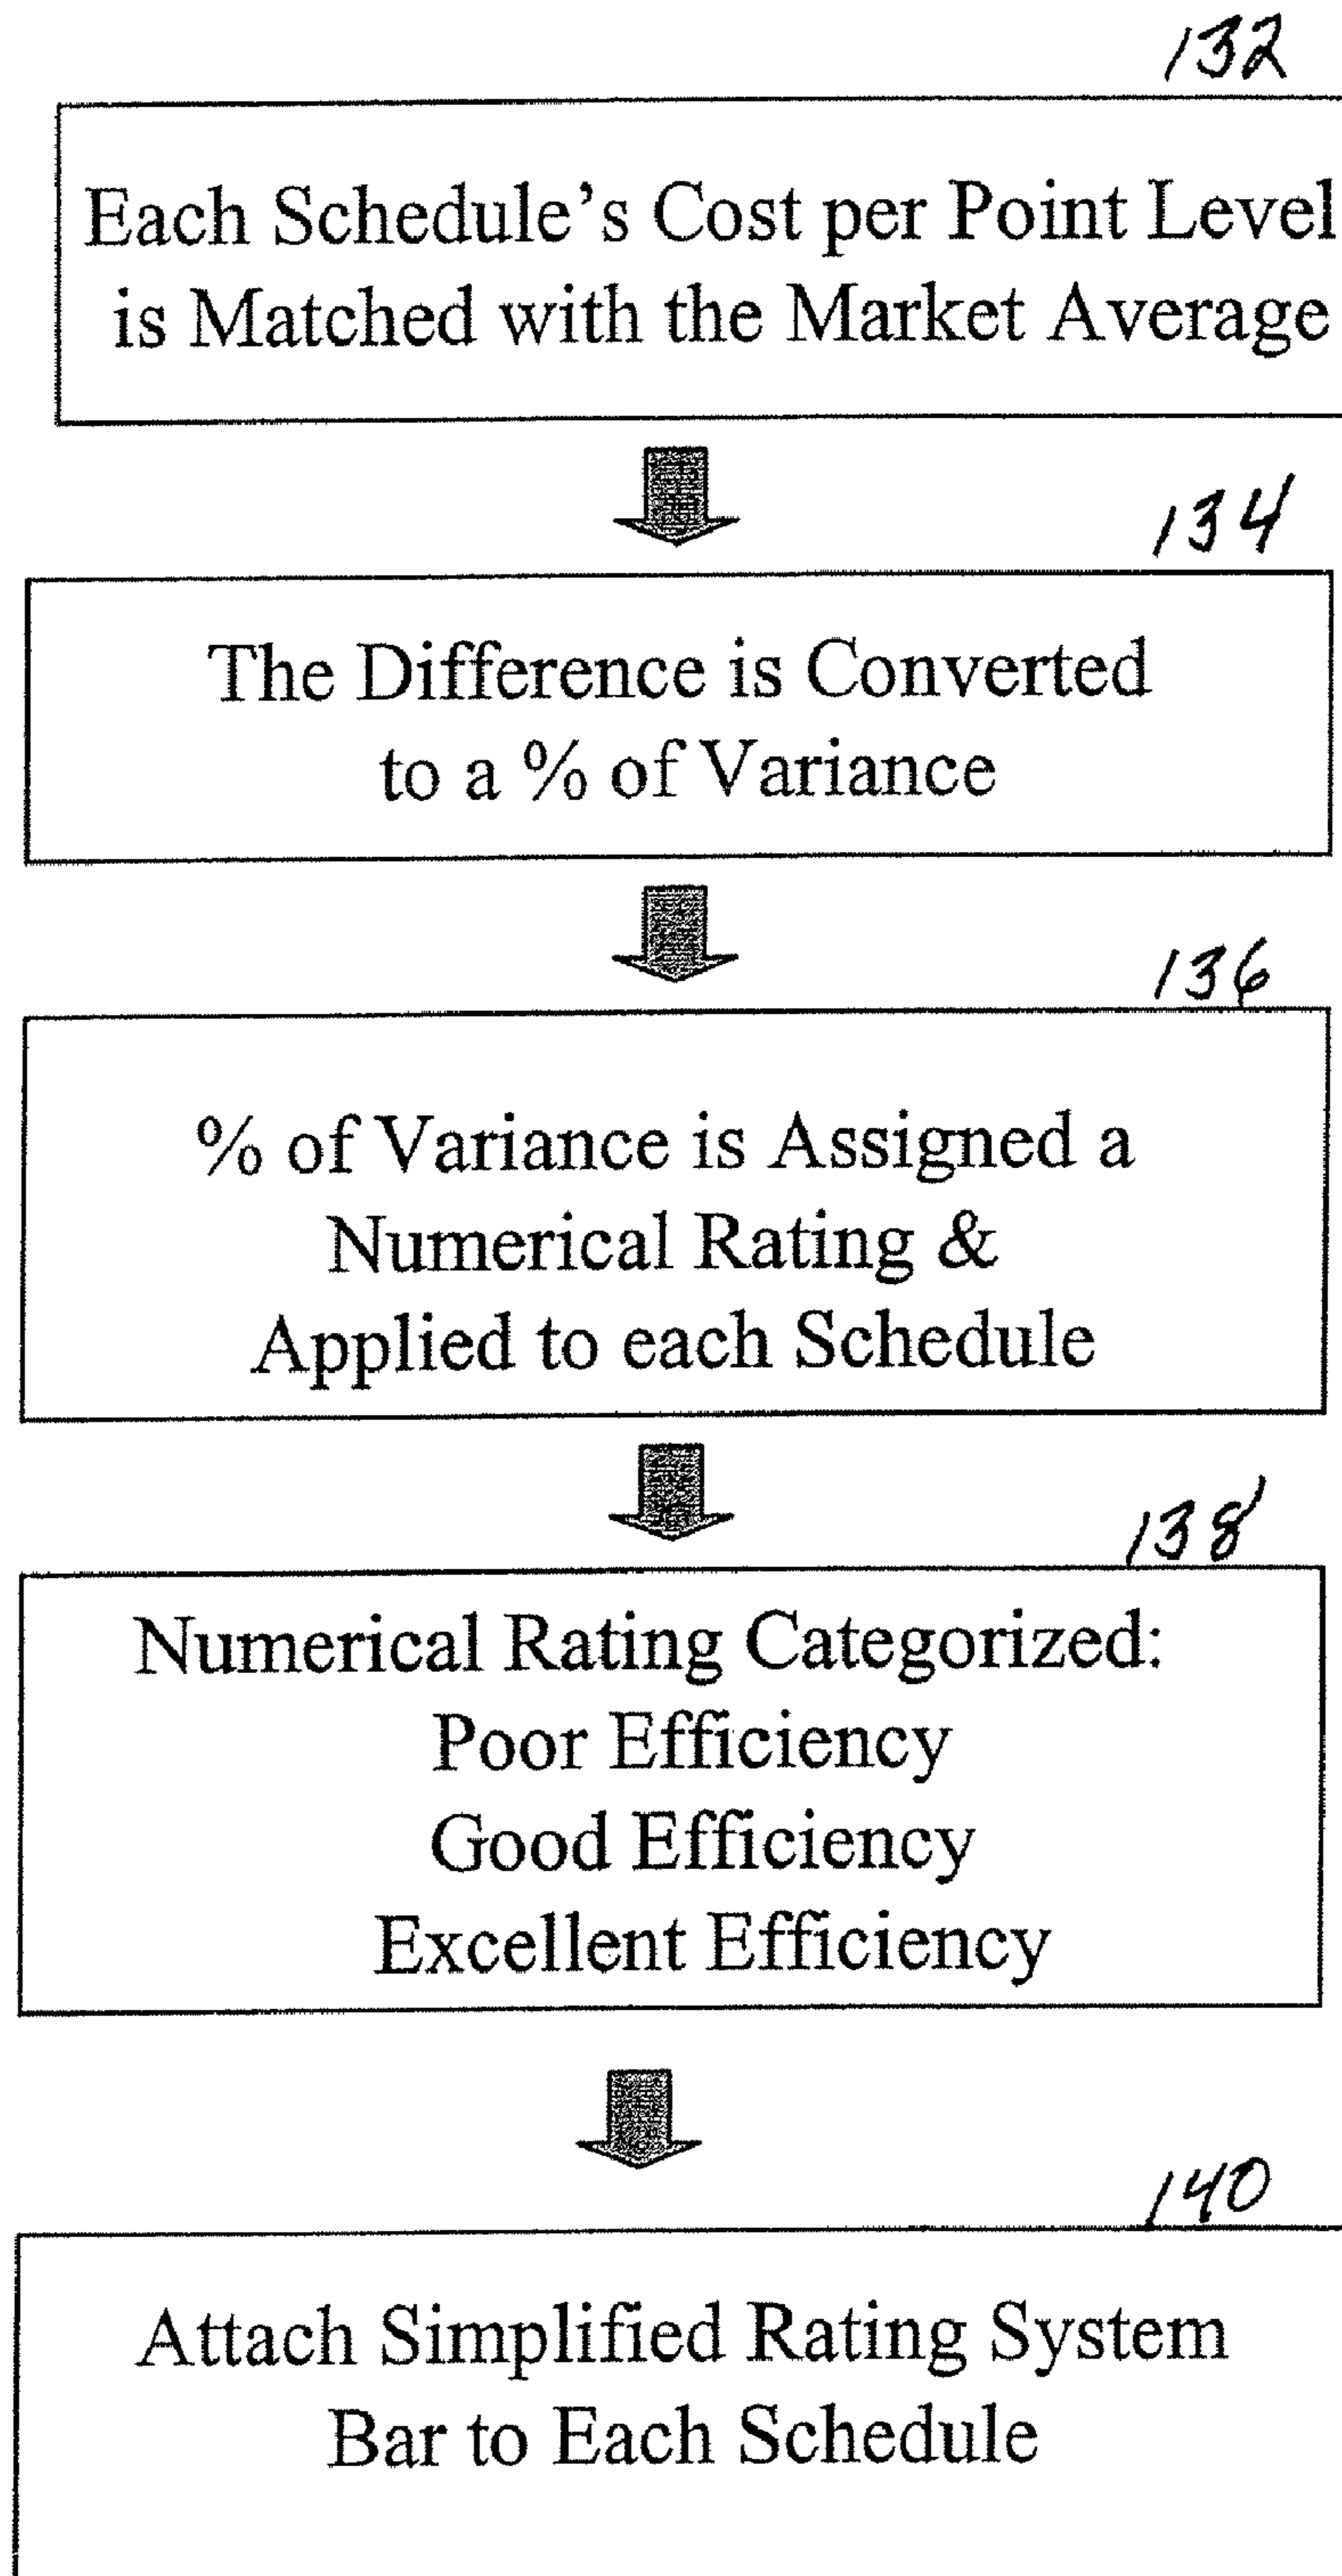 132
Each Schedule’s Cost per Point Level
is Matched with the Market Average
134
The Difference is Converted
to a % of Variance
136
% of Variance is Assigned a
Numerical Rating &
Applied to each Schedule
138
Numerical Rating Categorized:
Poor Efficiency
Good Efficiency
Excellent Efficiency
140
Attach Simplified Rating System
Bar to Each Schedule